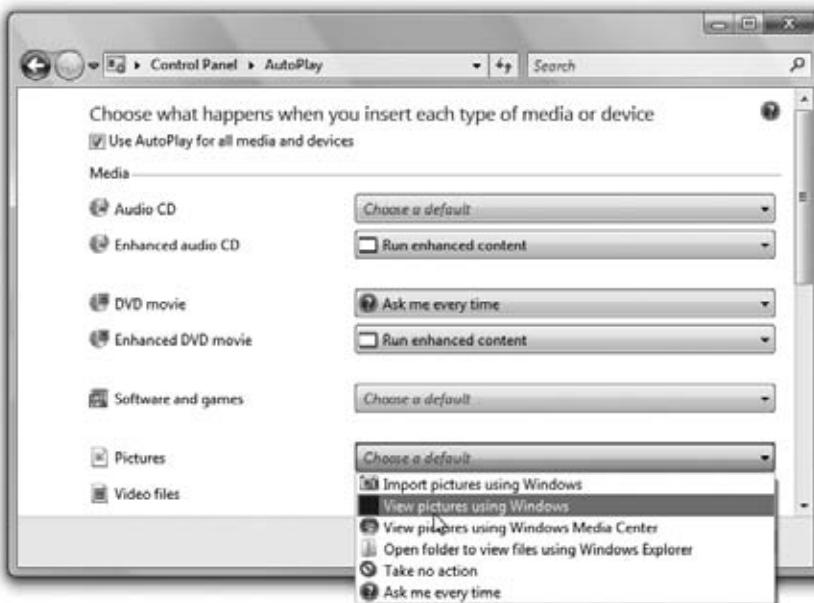 Control Panel ▸ AutoPlay
Search
Choose what happens when you insert each type of media or device
Use AutoPlay for all media and devices
Media
Audio CD
Choose a default
Enhanced audio CD
Run enhanced content
DVD movie
Ask me every time
Enhanced DVD movie
Run enhanced content
Software and games
Choose a default
Pictures
Choose a default
Import pictures using Windows
Video files
View pictures using Windows
View pictures using Windows Media Center
Open folder to view files using Windows Explorer
Take no action
Ask me every time